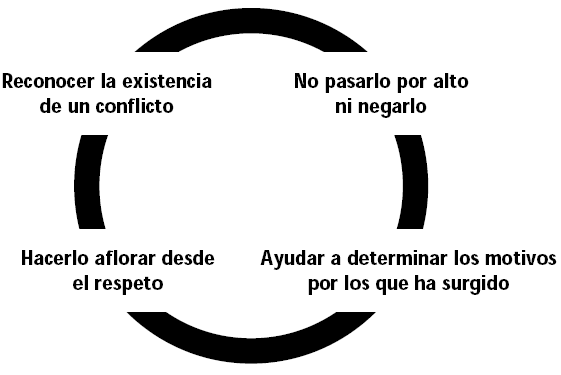 Reconocer la existencia
de un conflicto
No pasarlo por alto
ni negarlo
Hacerlo aflorar desde
el respeto
Ayudar a determinar los motivos
por los que ha surgido